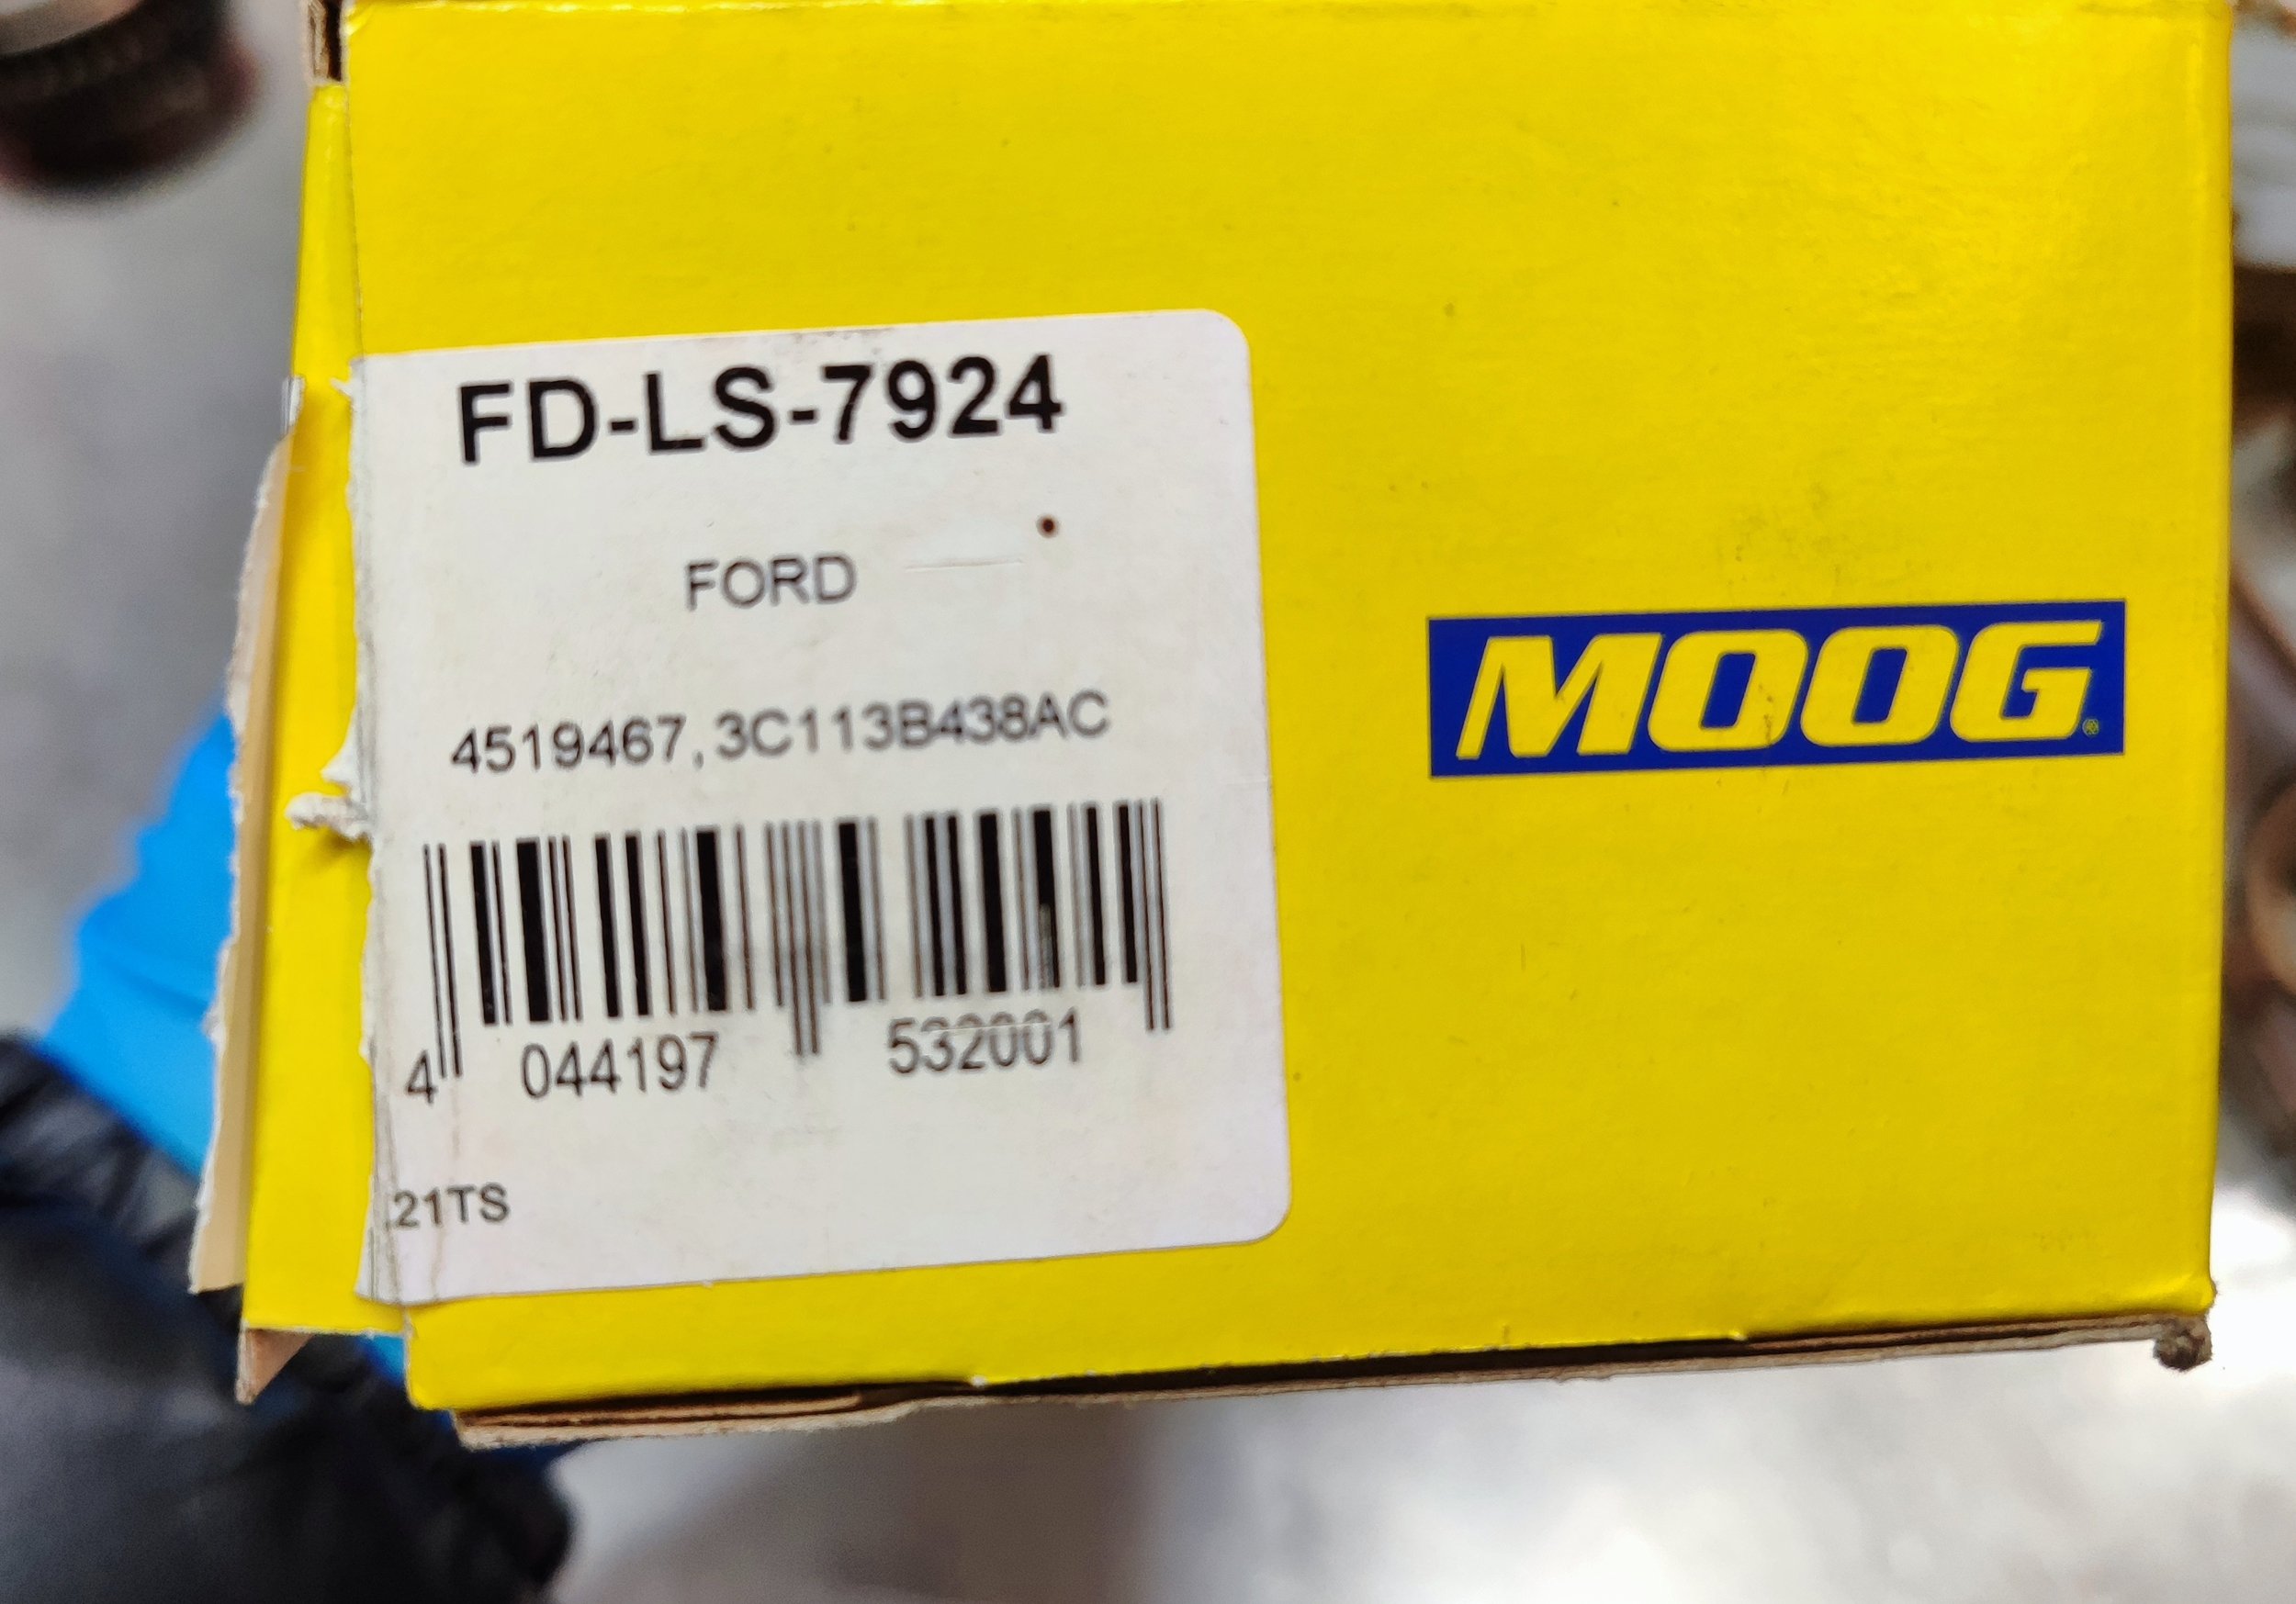 FD-LS-7924
FORD
4519467, 3C113B438AC
4 044197 532001
21TS
MOOG